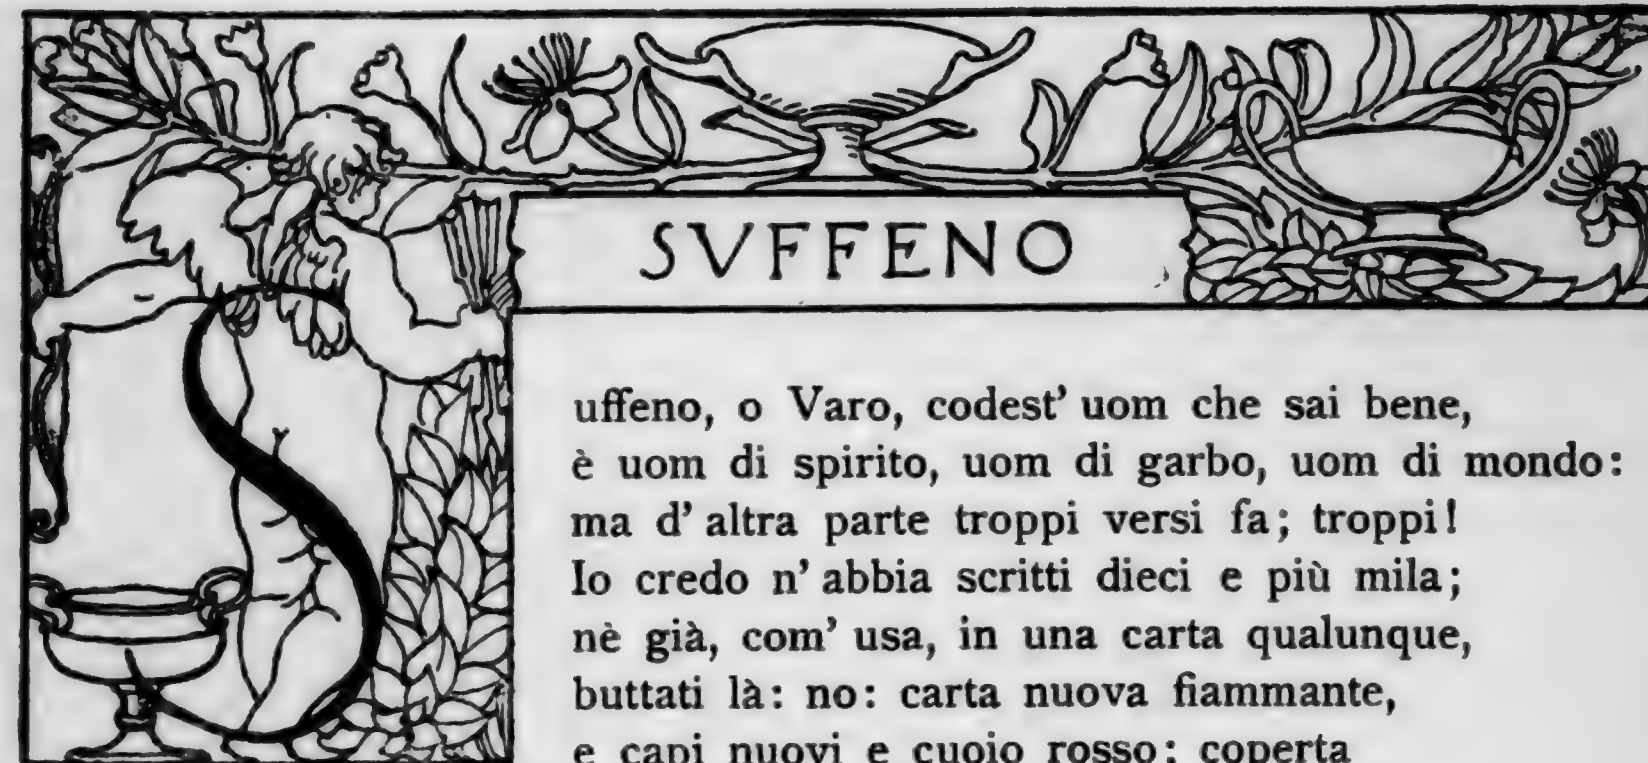 SVFFENO
Suffeno, o Varo, codest' uom che sai bene,
è uom di spirito, uom di garbo, uom di mondo:
ma d' altra parte troppi versi fa; troppi!
Io credo n' abbia scritti dieci e più mila;
nè già, com' usa, in una carta qualunque,
buttati là: no: carta nuova fiammante,
e capi nuovi e cuoio rosso: coperta